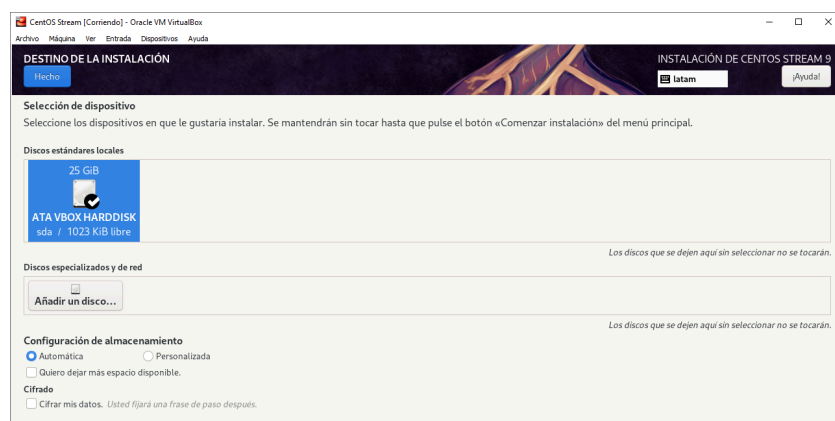 CentOS Stream [Corriendo] - Oracle VM VirtualBox
Archivo Máquina Ver Entrada Dispositivos Ayuda
DESTINO DE LA INSTALACIÓN
INSTALACIÓN DE CENTOS STREAM 9
Hecho
latam
¡Ayuda!
Selección de dispositivo
Seleccione los dispositivos en que le gustaría instalar. Se mantendrán sin tocar hasta que pulse el botón «Comenzar instalación» del menú principal.
Discos estándares locales
25 GiB
ATA VBOX HARDDISK
sda / 1023 KiB libre
Los discos que se dejen aquí sin seleccionar no se tocarán.
Discos especializados y de red
Añadir un disco...
Los discos que se dejen aquí sin seleccionar no se tocarán.
Configuración de almacenamiento
Automática Personalizada
Quiero dejar más espacio disponible.
Cifrado
Cifrar mis datos. Usted fijará una frase de paso después.